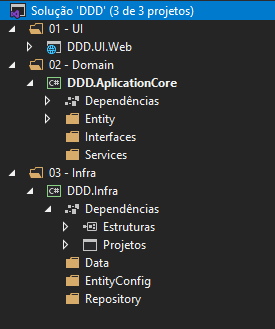 Solução 'DDD' (3 de 3 projetos)
01 - UI
DDD.UI.Web
02 - Domain
C# DDD.AplicationCore
Dependências
Entity
Interfaces
Services
03 - Infra
C# DDD.Infra
Dependências
Estruturas
Projetos
Data
EntityConfig
Repository